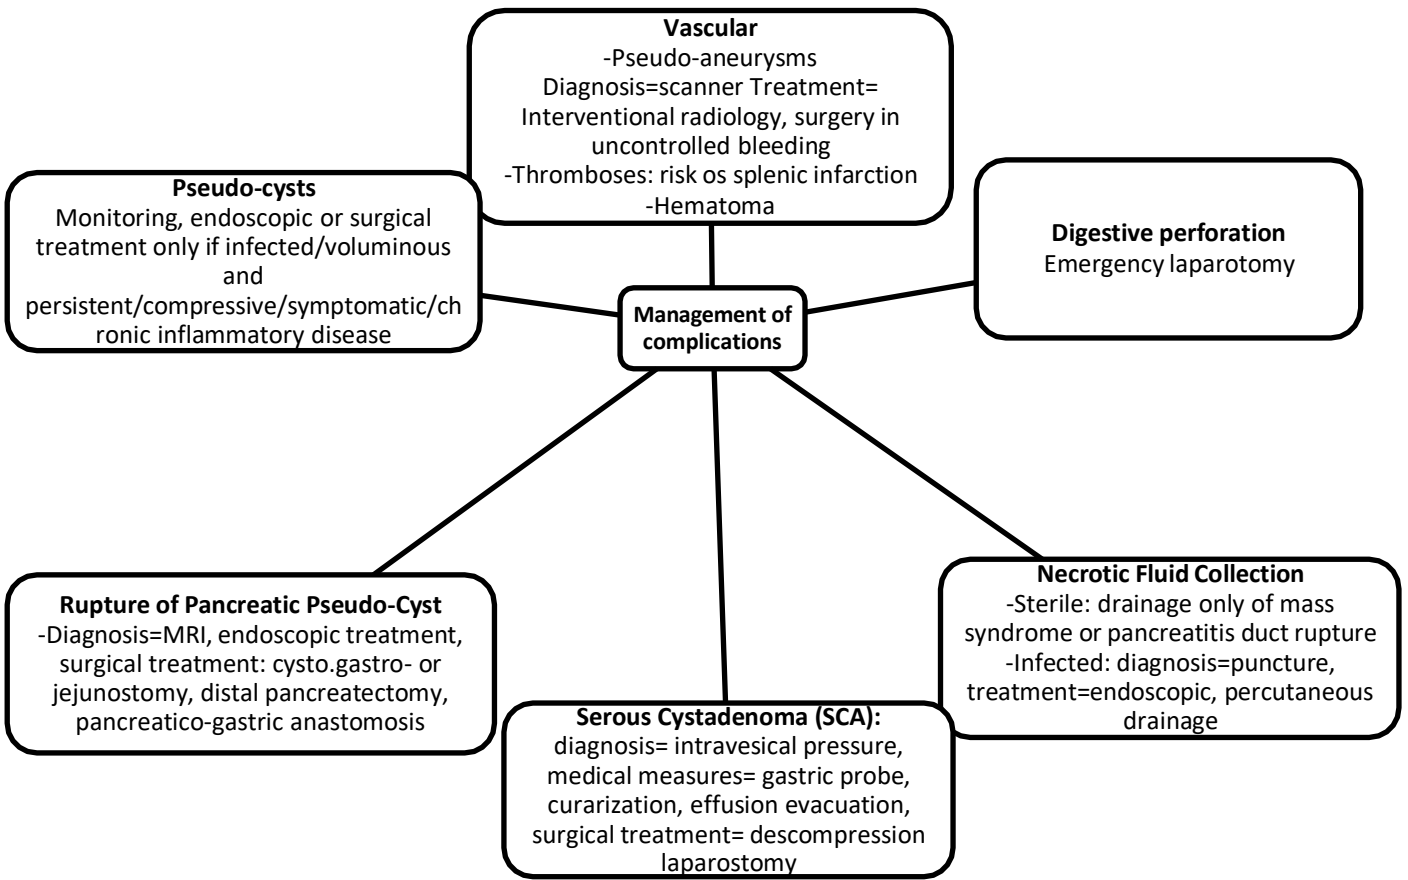 Vascular
-Pseudo-aneurysms
Diagnosis=scanner Treatment=
Interventional radiology, surgery in
uncontrolled bleeding
-Thromboses: risk os splenic infarction
-Hematoma
Pseudo-cysts
Monitoring, endoscopic or surgical
treatment only if infected/voluminous
and
persistent/compressive/symptomatic/ch
ronic inflammatory disease
Digestive perforation
Emergency laparotomy
Management of
complications
Rupture of Pancreatic Pseudo-Cyst
-Diagnosis=MRI, endoscopic treatment,
surgical treatment: cysto.gastro- or
jejunostomy, distal pancreatectomy,
pancreatico-gastric anastomosis
Serous Cystadenoma (SCA):
diagnosis= intravesical pressure,
medical measures= gastric probe,
curarization, effusion evacuation,
surgical treatment= descompression
laparostomy
Necrotic Fluid Collection
-Sterile: drainage only of mass
syndrome or pancreatitis duct rupture
-Infected: diagnosis=puncture,
treatment=endoscopic, percutaneous
drainage